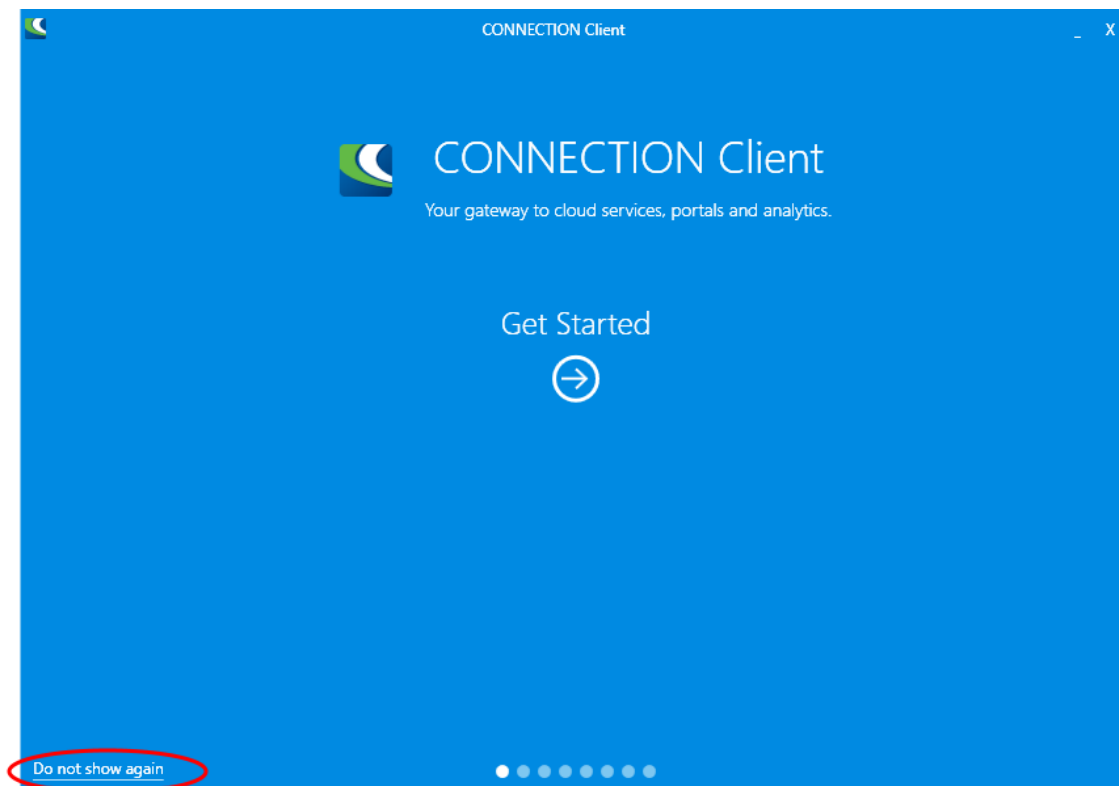 CONNECTION Client
_ X
CONNECTION Client
Your gateway to cloud services, portals and analytics.
Get Started
Do not show again